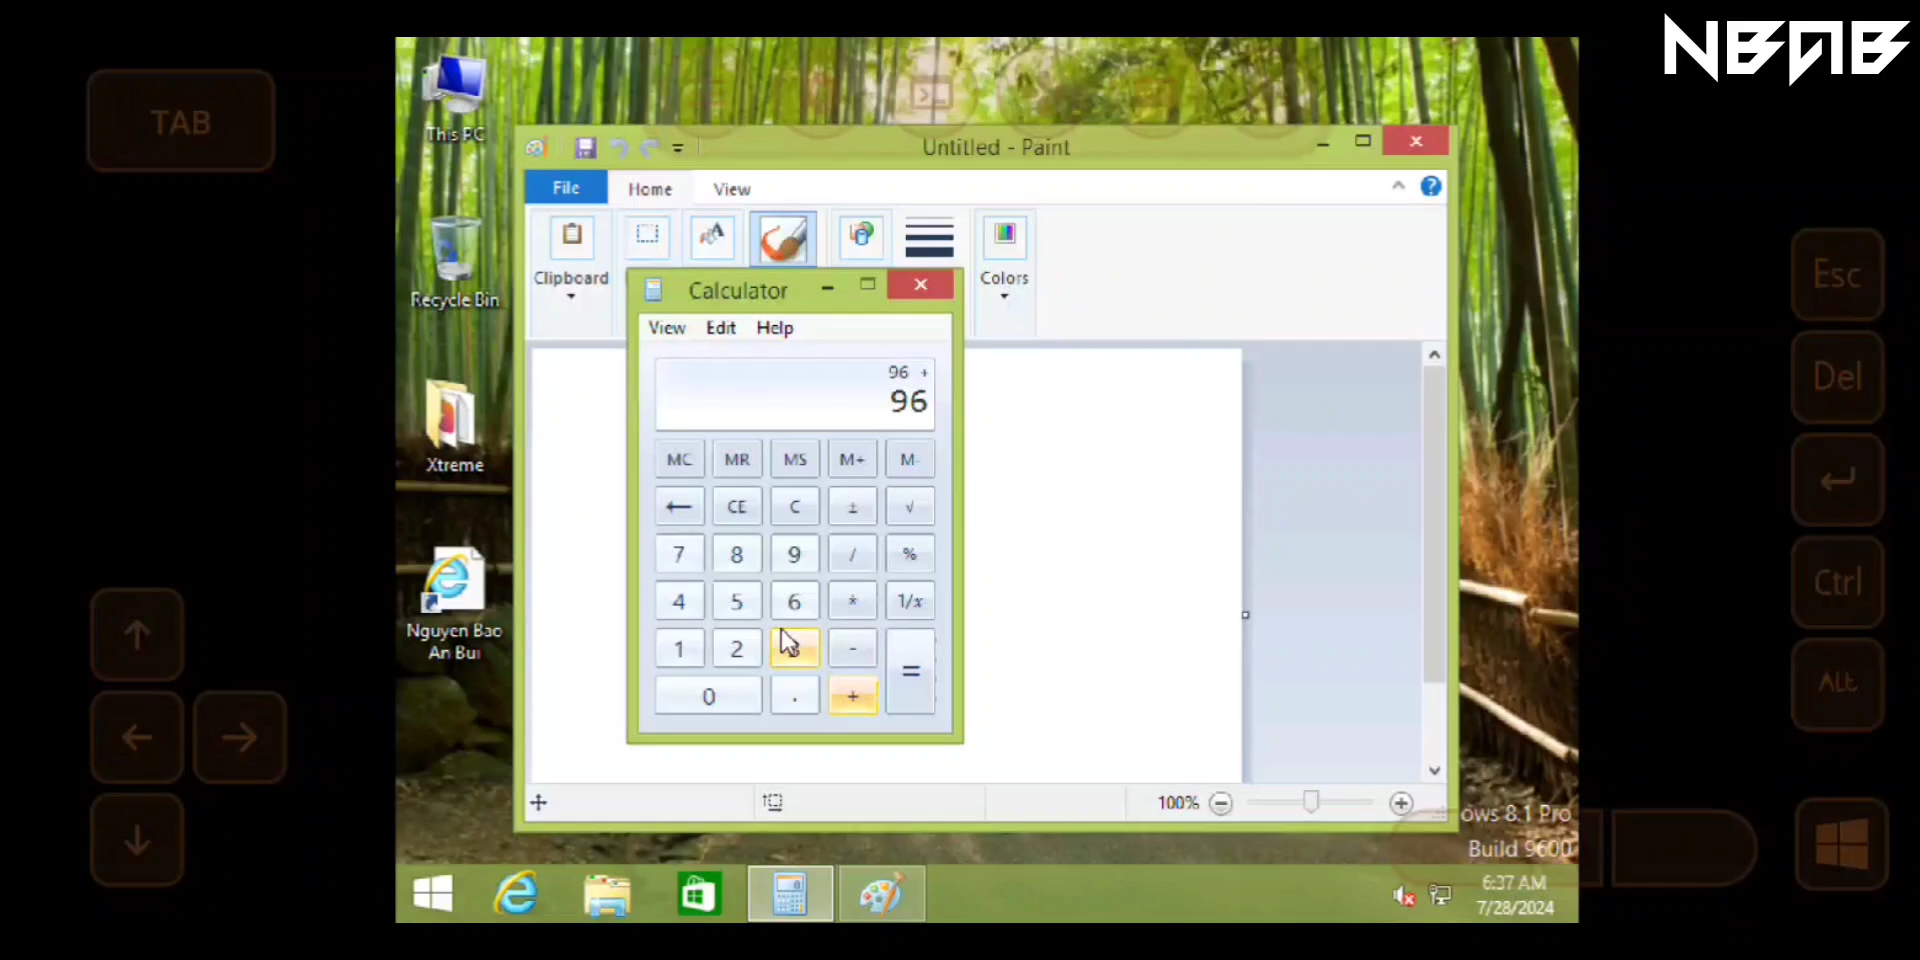 NBAB
TAB
This PC
Untitled - Paint
File Home View
Clipboard
Colors
Recycle Bin
Calculator
View Edit Help
96 +
96
MC MR MS M+ M-
← CE C ± √
7 8 9 / %
4 5 6 * 1/x
1 2 -
=
0 . +
Xtreme
Nguyen Bao
An Bui
100%
ows 8.1 Pro
Build 9600
6:37 AM
7/28/2024
Esc
Del
Ctrl
Alt